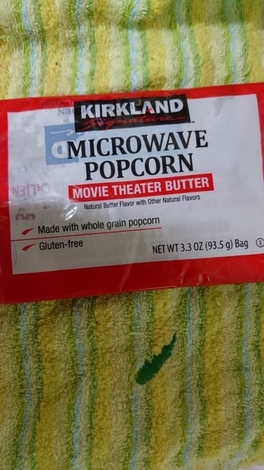 KIRKLAND
Signature
MICROWAVE
POPCORN
MOVIE THEATER BUTTER
Natural Butter Flavor with Other Natural Flavors
Made with whole grain popcorn
Gluten-free
NET WT 3.3 OZ (93.5 g) Bag